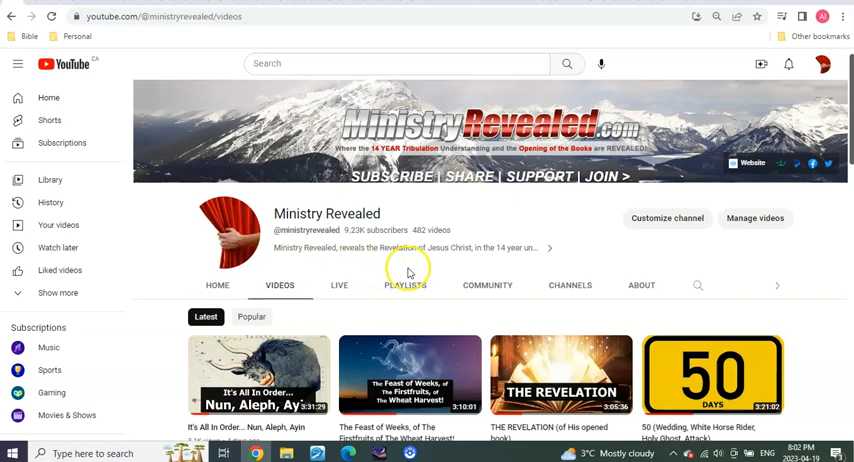 youtube.com/@ministryrevealed/videos
AI
Bible
Personal
Other bookmarks
YouTube CA
Search
Home
Shorts
Subscriptions
Library
History
Your videos
Watch later
Liked videos
Show more
Subscriptions
Music
Sports
Gaming
Movies & Shows
MinistryRevealed.com
Where the 14 YEAR Tribulation Understanding and the Opening of the Books are REVEALED!
SUBSCRIBE | SHARE | SUPPORT | JOIN >
Website
Ministry Revealed
@ministryrevealed 9.23K subscribers 482 videos
Ministry Revealed, reveals the Revelation of Jesus Christ, in the 14 year un...
Customize channel
Manage videos
HOME
VIDEOS
LIVE
PLAYLISTS
COMMUNITY
CHANNELS
ABOUT
Latest
Popular
It's All In Order...
Nun, Aleph, Ayin
3:31:29
The Feast of Weeks,
of The Firstfruits, of
The Wheat Harvest!
3:10:01
THE REVELATION
3:05:36
50
DAYS
3:21:02
It's All In Order... Nun, Aleph, Ayin
The Feast of Weeks, of The
Firstfruits of The Wheat Harvest!
THE REVELATION (of His opened
book)
50 (Wedding, White Horse Rider,
Holy Ghost, Attack)
Type here to search
3°C Mostly cloudy
ENG
8:02 PM
2023-04-19
3